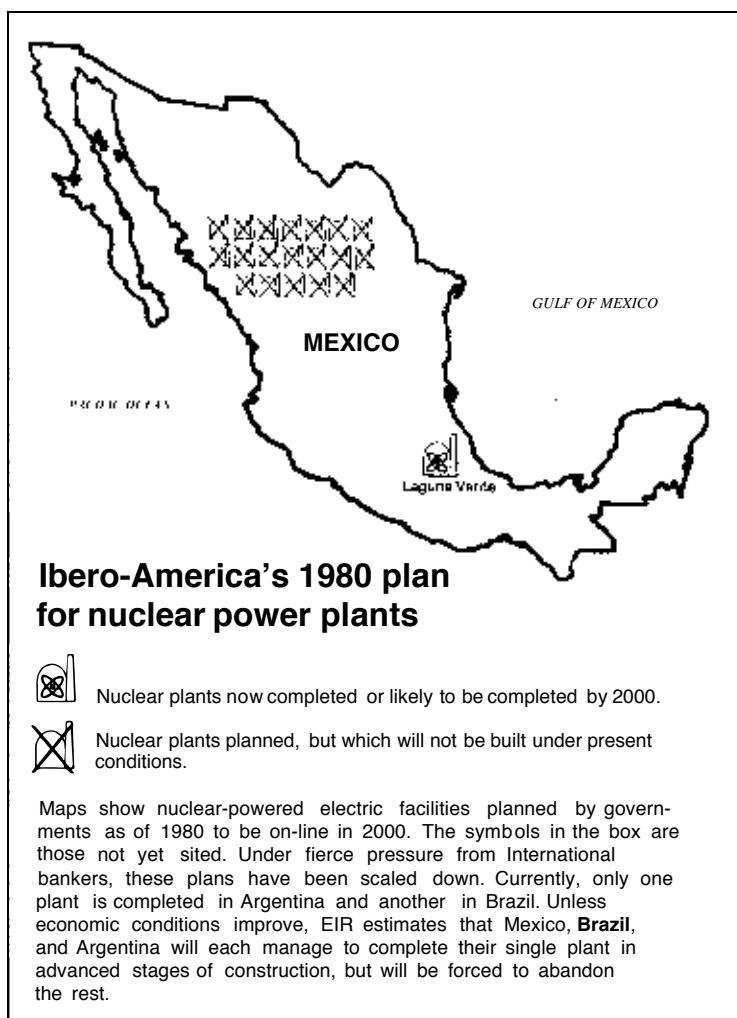 GULF OF MEXICO
MEXICO
Laguna Verde
Ibero-America's 1980 plan
for nuclear power plants
Nuclear plants now completed or likely to be completed by 2000.
Nuclear plants planned, but which will not be built under present
conditions.
Maps show nuclear-powered electric facilities planned by govern-
ments as of 1980 to be on-line in 2000. The symbols in the box are
those not yet sited. Under fierce pressure from International
bankers, these plans have been scaled down. Currently, only one
plant is completed in Argentina and another in Brazil. Unless
economic conditions improve, EIR estimates that Mexico, Brazil,
and Argentina will each manage to complete their single plant in
advanced stages of construction, but will be forced to abandon
the rest.